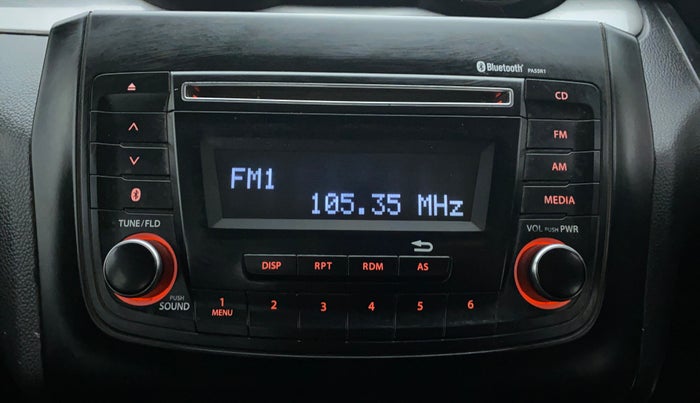 Bluetooth® PA55R1
CD
FM
AM
MEDIA
FM1
105.35 MHz
TUNE/FLD
VOL PUSH PWR
DISP RPT RDM AS
PUSH
SOUND
1 2 3 4 5 6
MENU